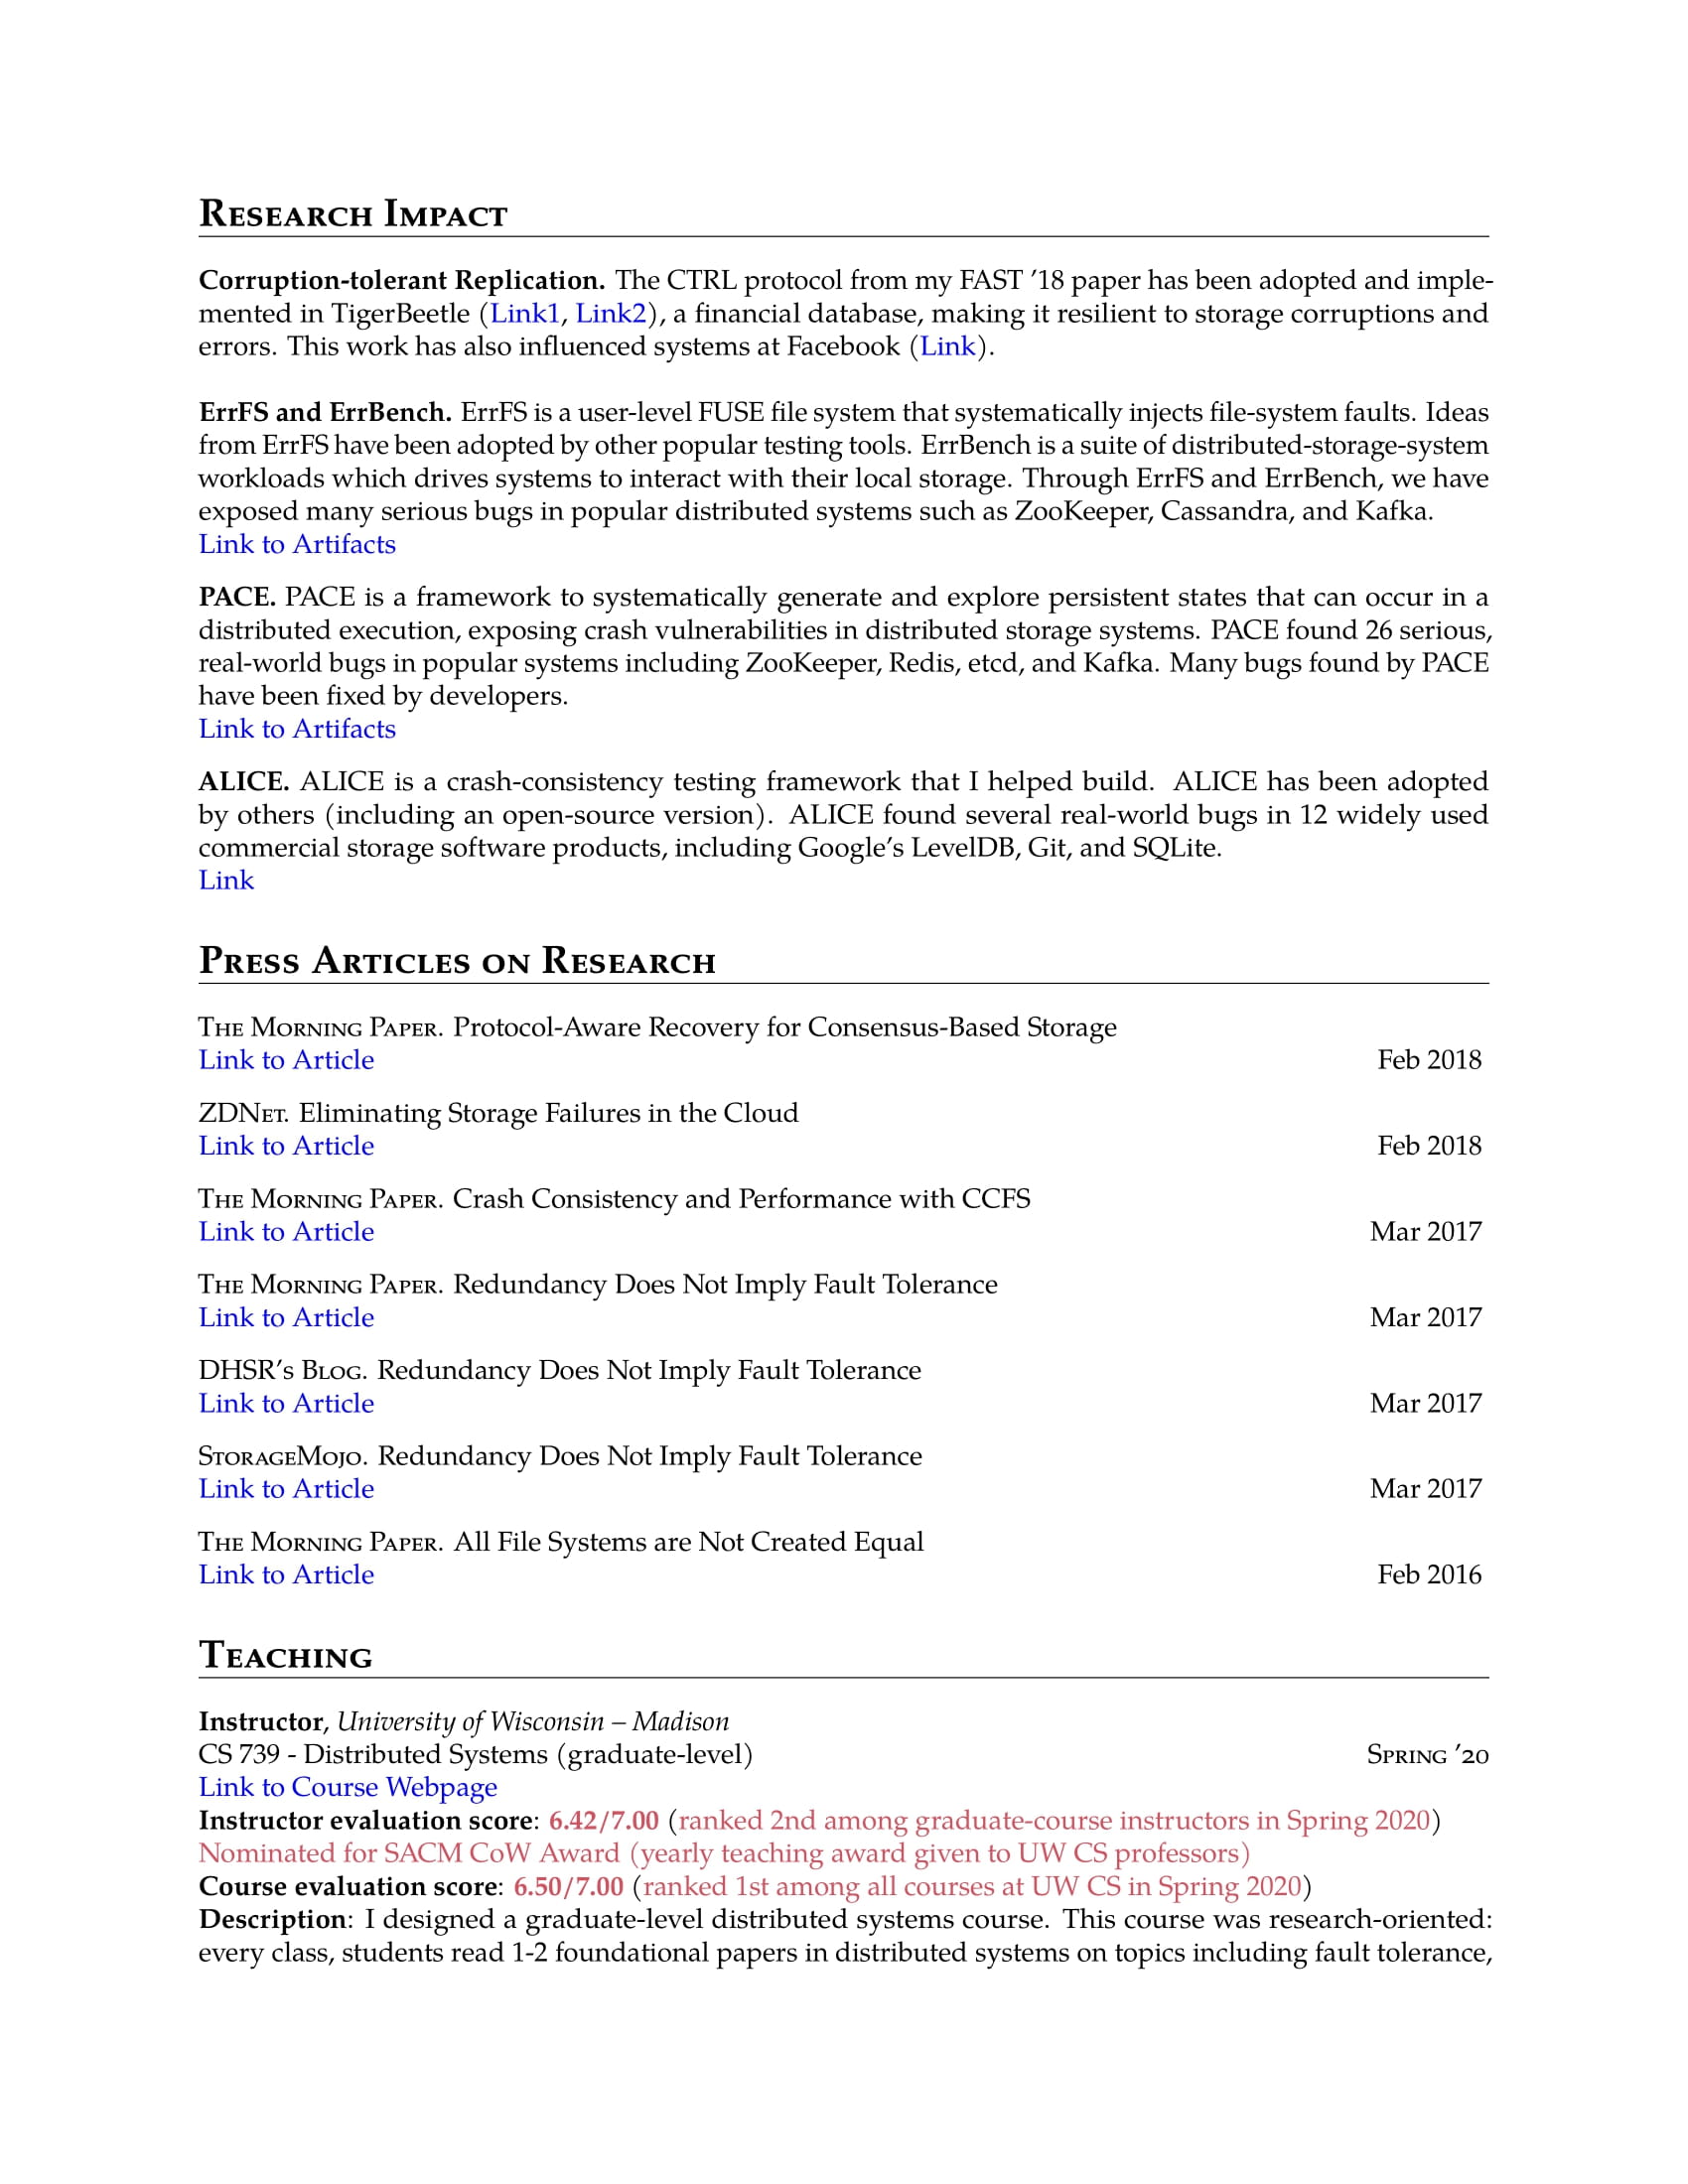 Research Impact
Corruption-tolerant Replication. The CTRL protocol from my FAST ’18 paper has been adopted and imple-
mented in TigerBeetle (Link1, Link2), a financial database, making it resilient to storage corruptions and
errors. This work has also influenced systems at Facebook (Link).
ErrFS and ErrBench. ErrFS is a user-level FUSE file system that systematically injects file-system faults. Ideas
from ErrFS have been adopted by other popular testing tools. ErrBench is a suite of distributed-storage-system
workloads which drives systems to interact with their local storage. Through ErrFS and ErrBench, we have
exposed many serious bugs in popular distributed systems such as ZooKeeper, Cassandra, and Kafka.
Link to Artifacts
PACE. PACE is a framework to systematically generate and explore persistent states that can occur in a
distributed execution, exposing crash vulnerabilities in distributed storage systems. PACE found 26 serious,
real-world bugs in popular systems including ZooKeeper, Redis, etcd, and Kafka. Many bugs found by PACE
have been fixed by developers.
Link to Artifacts
ALICE. ALICE is a crash-consistency testing framework that I helped build. ALICE has been adopted
by others (including an open-source version). ALICE found several real-world bugs in 12 widely used
commercial storage software products, including Google’s LevelDB, Git, and SQLite.
Link
Press Articles on Research
The Morning Paper. Protocol-Aware Recovery for Consensus-Based Storage
Link to Article Feb 2018
ZDNet. Eliminating Storage Failures in the Cloud
Link to Article Feb 2018
The Morning Paper. Crash Consistency and Performance with CCFS
Link to Article Mar 2017
The Morning Paper. Redundancy Does Not Imply Fault Tolerance
Link to Article Mar 2017
DHSR’s Blog. Redundancy Does Not Imply Fault Tolerance
Link to Article Mar 2017
StorageMojo. Redundancy Does Not Imply Fault Tolerance
Link to Article Mar 2017
The Morning Paper. All File Systems are Not Created Equal
Link to Article Feb 2016
Teaching
Instructor, University of Wisconsin – Madison
CS 739 - Distributed Systems (graduate-level) Spring ’20
Link to Course Webpage
Instructor evaluation score: 6.42/7.00 (ranked 2nd among graduate-course instructors in Spring 2020)
Nominated for SACM CoW Award (yearly teaching award given to UW CS professors)
Course evaluation score: 6.50/7.00 (ranked 1st among all courses at UW CS in Spring 2020)
Description: I designed a graduate-level distributed systems course. This course was research-oriented:
every class, students read 1-2 foundational papers in distributed systems on topics including fault tolerance,